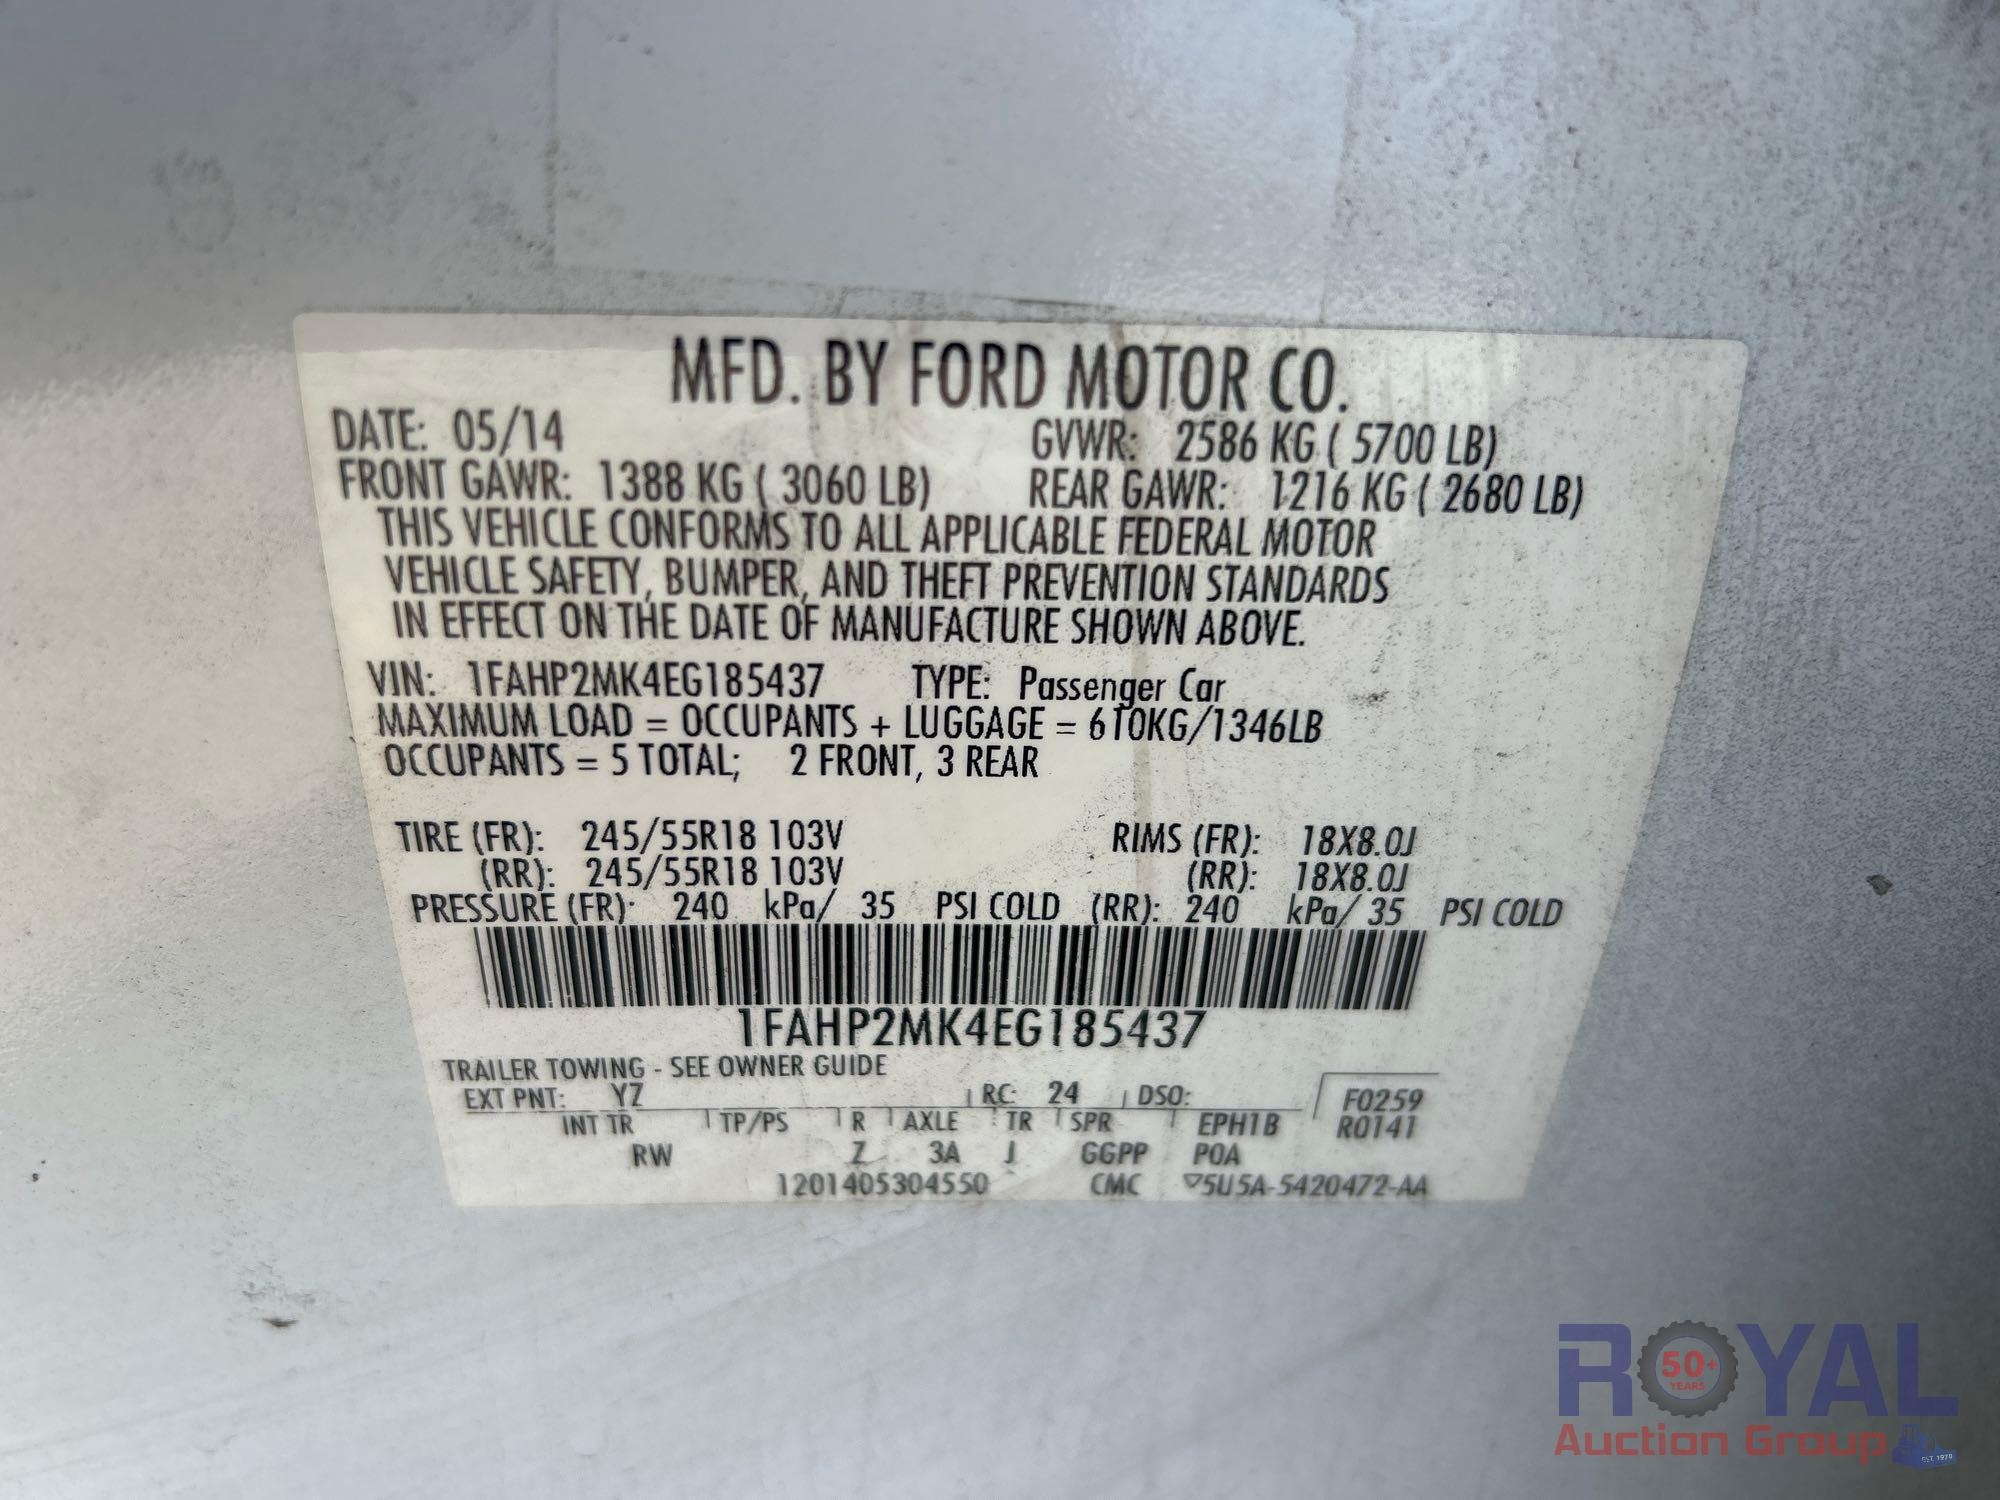 MFD. BY FORD MOTOR CO.
DATE: 05/14 GVWR: 2586 KG ( 5700 LB)
FRONT GAWR: 1388 KG ( 3060 LB) REAR GAWR: 1216 KG ( 2680 LB)
THIS VEHICLE CONFORMS TO ALL APPLICABLE FEDERAL MOTOR
VEHICLE SAFETY, BUMPER, AND THEFT PREVENTION STANDARDS
IN EFFECT ON THE DATE OF MANUFACTURE SHOWN ABOVE.
VIN: 1FAHP2MK4EG185437 TYPE: Passenger Car
MAXIMUM LOAD = OCCUPANTS + LUGGAGE = 610KG/1346LB
OCCUPANTS = 5 TOTAL; 2 FRONT, 3 REAR
TIRE (FR): 245/55R18 103V RIMS (FR): 18X8.0J
(RR): 245/55R18 103V (RR): 18X8.0J
PRESSURE (FR): 240 kPa/ 35 PSI COLD (RR): 240 kPa/ 35 PSI COLD
1FAHP2MK4EG185437
TRAILER TOWING - SEE OWNER GUIDE
EXT PNT: YZ RC: 24 DSO: F0259
INT TR TP/PS R AXLE TR SPR EPH1B R0141
RW Z 3A J GGPP POA
1201405304550 CMC ▽5U5A-5420472-AA
ROYAL
50+
YEARS
Auction Group
EST. 1970